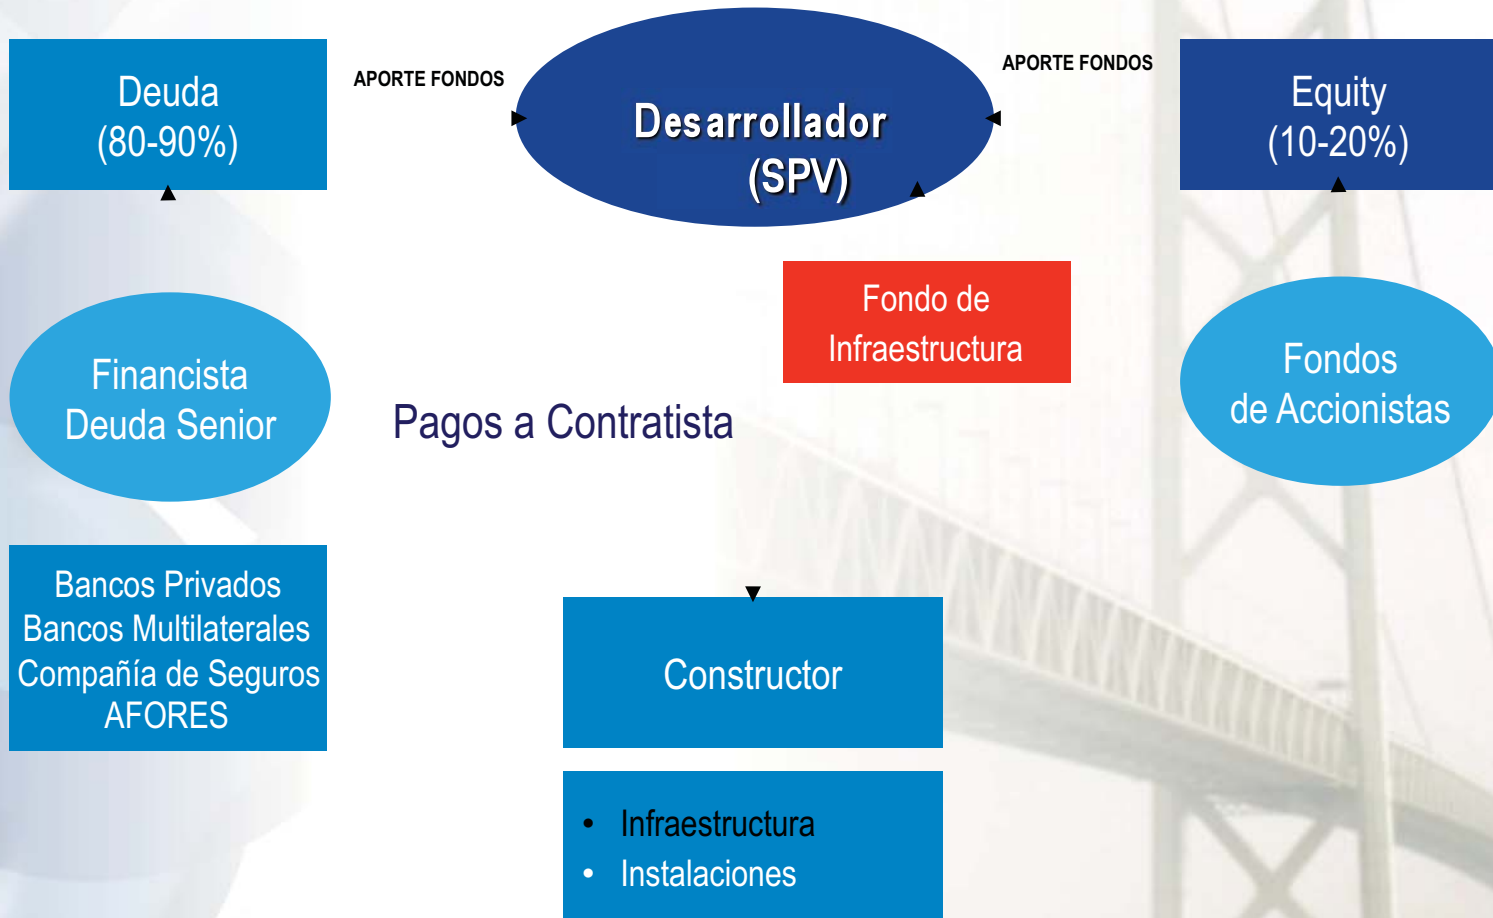 Deuda
(80-90%)
APORTE FONDOS
Desarrollador
(SPV)
APORTE FONDOS
Equity
(10-20%)
Fondo de
Infraestructura
Financista
Deuda Senior
Pagos a Contratista
Fondos
de Accionistas
Bancos Privados
Bancos Multilaterales
Compañía de Seguros
AFORES
Constructor
• Infraestructura
• Instalaciones